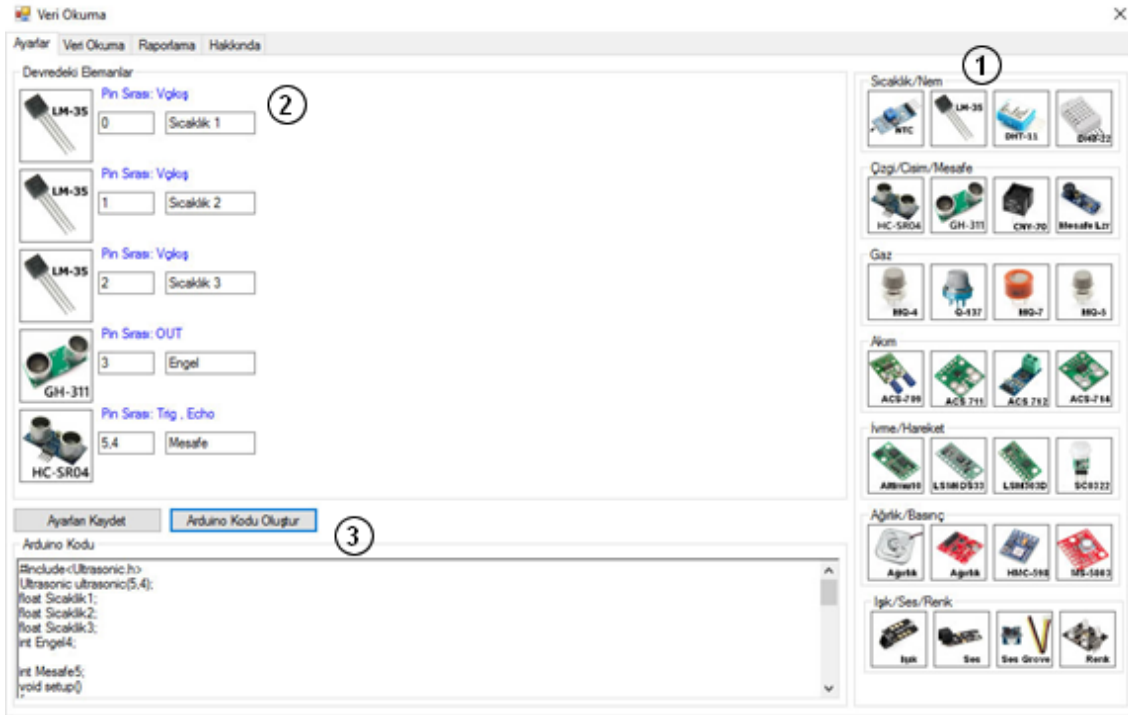 Veri Okuma
Ayarlar Veri Okuma Raporlama Hakkında
Devredeki Elemanlar
2
LM-35
Pin Sırası: Vçıkış
0 Sıcaklık 1
LM-35
Pin Sırası: Vçıkış
1 Sıcaklık 2
LM-35
Pin Sırası: Vçıkış
2 Sıcaklık 3
GH-311
Pin Sırası: OUT
3 Engel
HC-SR04
Pin Sırası: Trig , Echo
5,4 Mesafe
Ayarları Kaydet Arduino Kodu Oluştur
3
Arduino Kodu
#include<Ultrasonic.h>
Ultrasonic ultrasonic(5,4);
float Sicaklik1;
float Sicaklik2;
float Sicaklik3;
int Engel4;
int Mesafe5;
void setup()
{
1
Sıcaklık/Nem
NTC LM-35 DHT-11
Çizgi/Cisim/Mesafe
HC-SR04 GH-311 CNY-70 Mesafe Lzr
Gaz
MQ-4 MQ-7
Akım
ACS-709 ACS 711 ACS 712 ACS-714
İvme/Hareket
SC0322
Ağırlık/Basınç
Ağırlık Ağırlık MS-5803
Işık/Ses/Renk
Işık Ses Ses Grove Renk